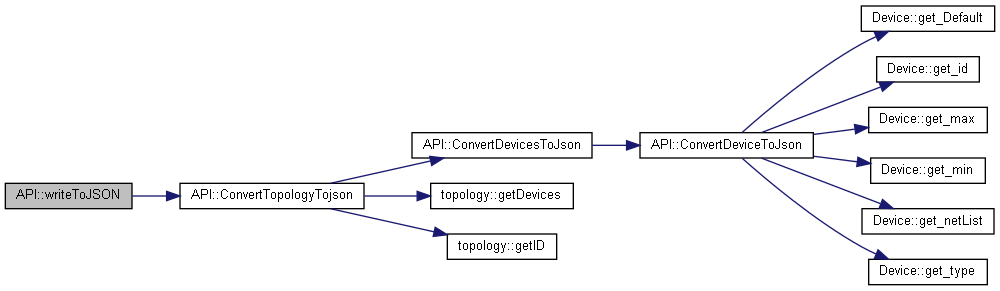 API::writeToJSON
API::ConvertTopologyTojson
API::ConvertDevicesToJson
topology::getDevices
topology::getID
API::ConvertDeviceToJson
Device::get_Default
Device::get_id
Device::get_max
Device::get_min
Device::get_netList
Device::get_type